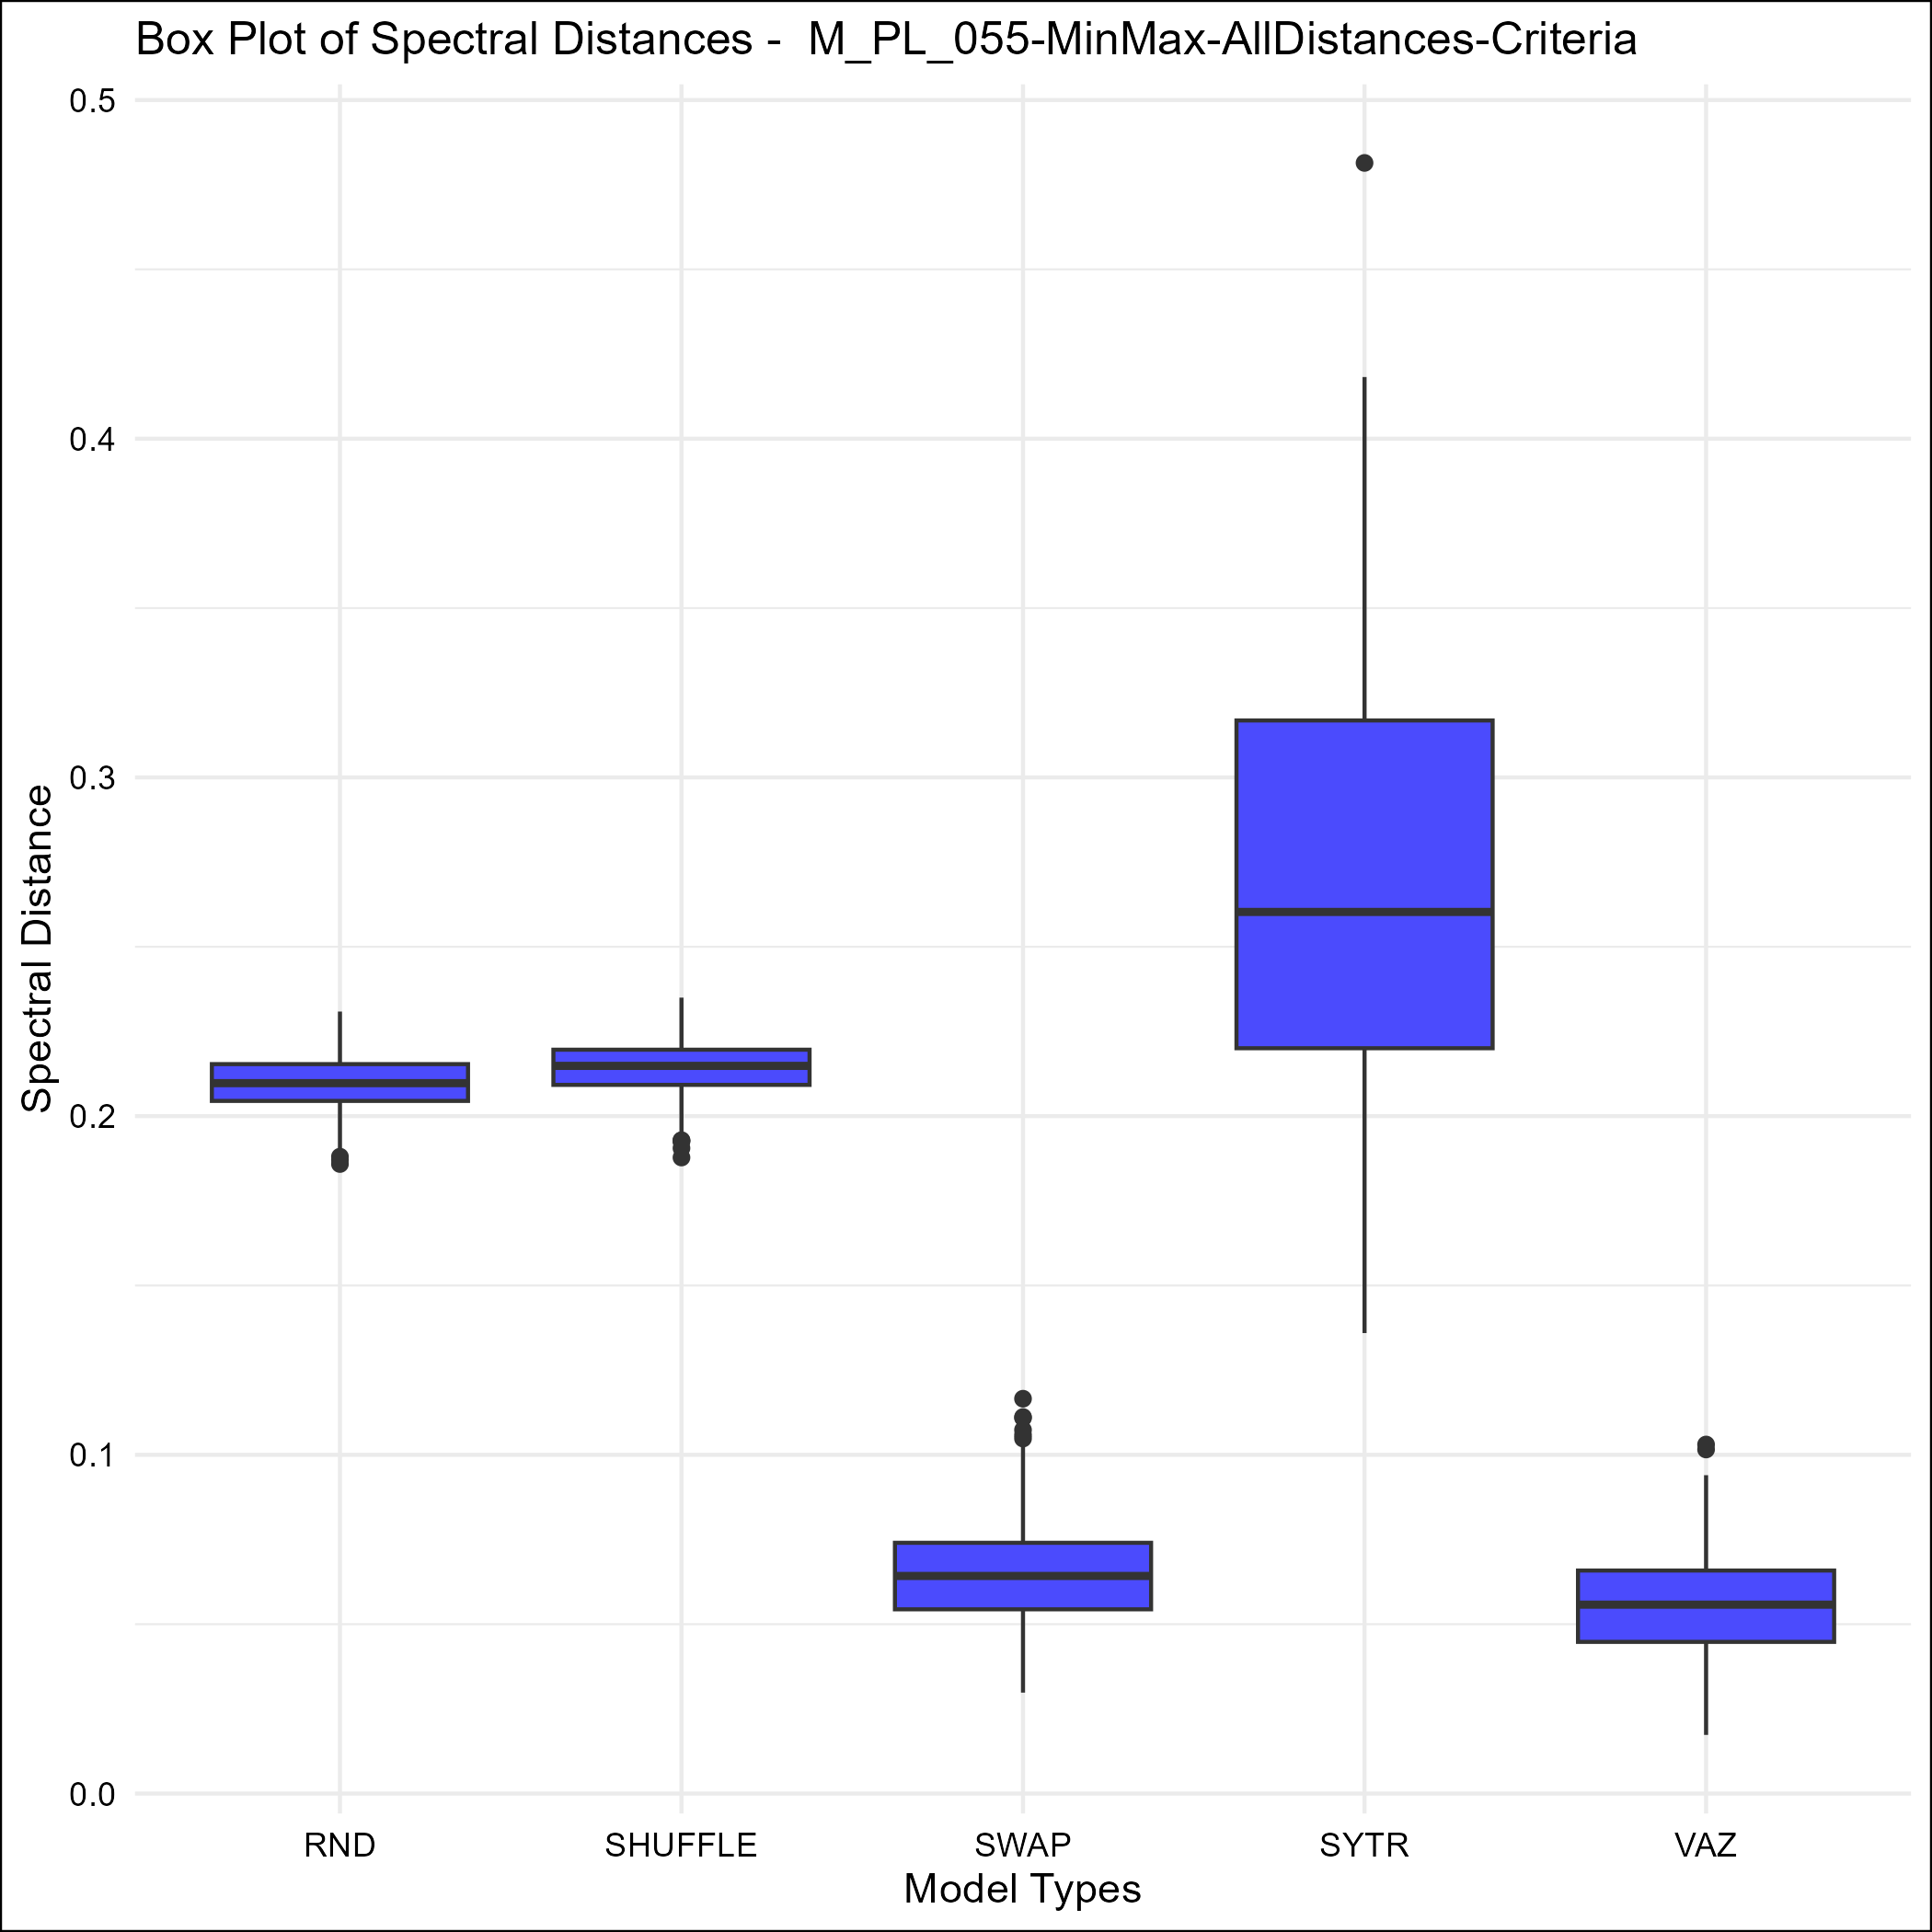 Box Plot of Spectral Distances -  M_PL_055-MinMax-AllDistances-Criteria
0.5
0.4
0.3
0.2
0.1
0.0
Spectral Distance
RND SHUFFLE SWAP SYTR VAZ
Model Types